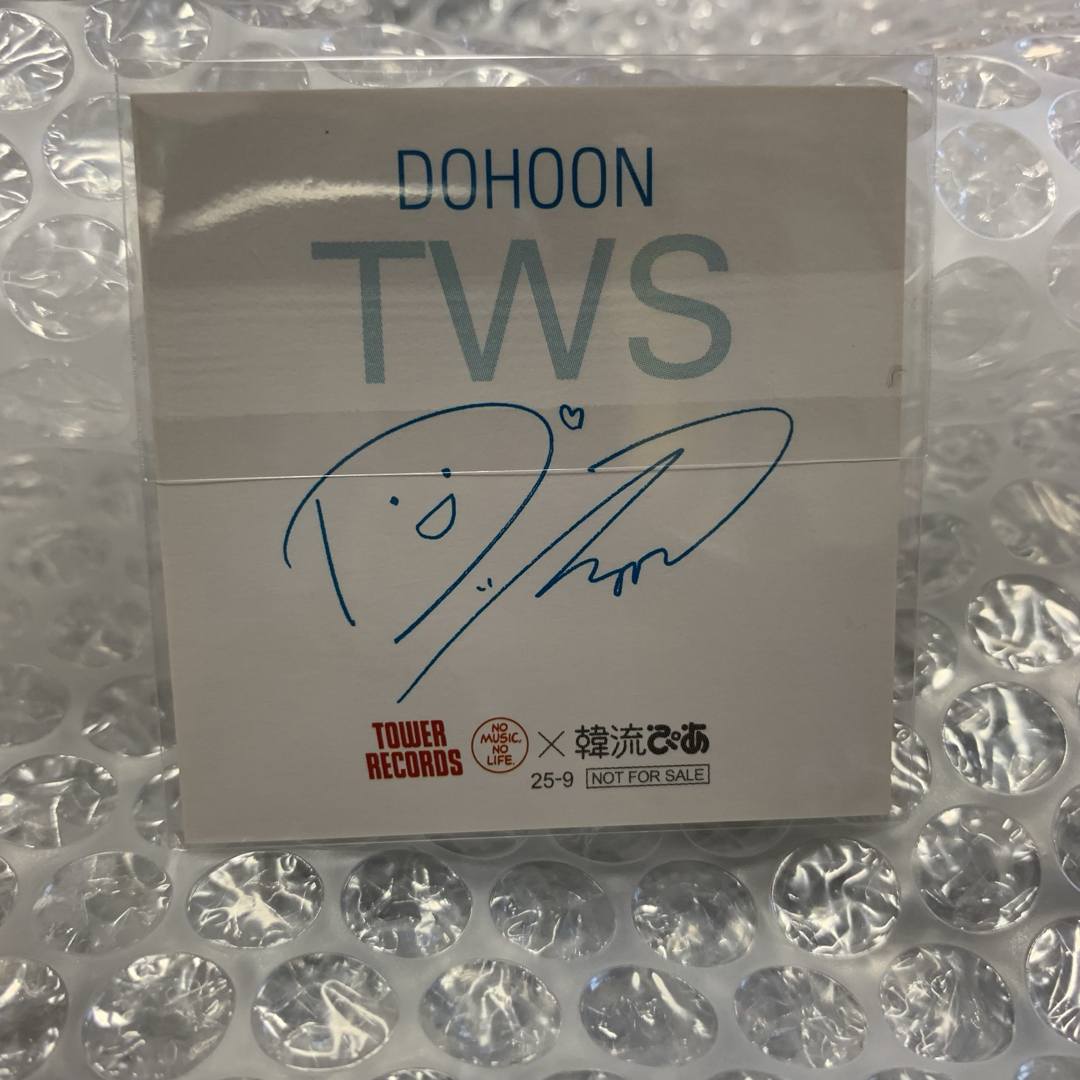 DOHOON
TWS
TOWER
RECORDS
NO
MUSIC,
NO
LIFE.
× 韓流ぴあ
25-9 NOT FOR SALE